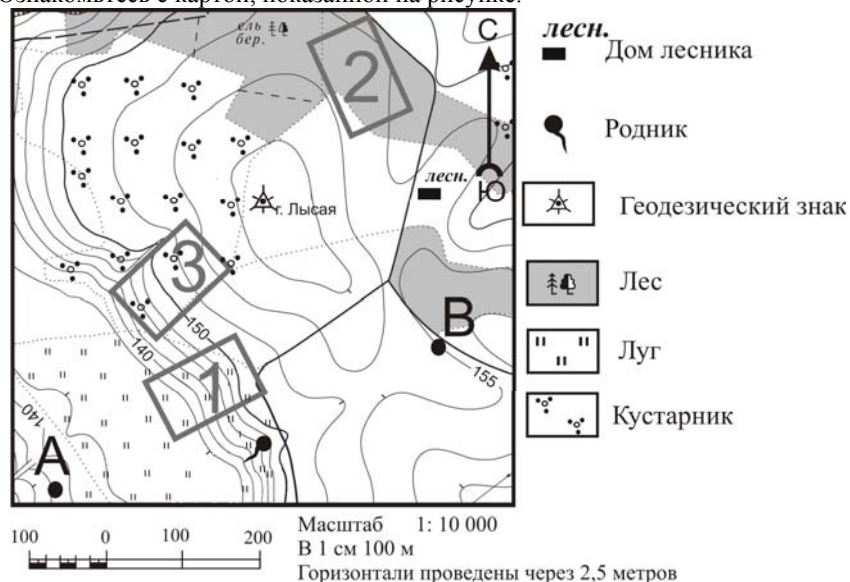 Ознакомьтесь с картой, показанной на рисунке.
ель
бер.
2
С
Ю
лесн.
г. Лысая
3
150
140
1
В
155
140
А
лесн.
Дом лесника
Родник
Геодезический знак
Лес
Луг
Кустарник
100 0 100 200
Масштаб 1: 10 000
В 1 см 100 м
Горизонтали проведены через 2,5 метров